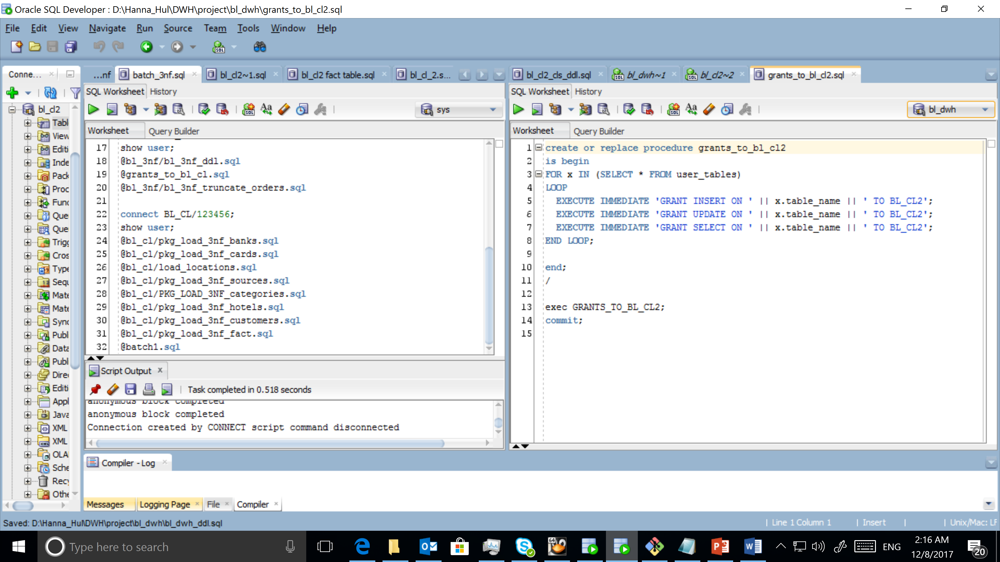 Oracle SQL Developer : D:\Hanna_Hul\DWH\project\bl_dwh\grants_to_bl_cl2.sql
File Edit View Navigate Run Source Team Tools Window Help
Conne...
...nf batch_3nf.sql bl_cl2~1.sql bl_cl2 fact table.sql bl_cl_2.s...
bl_cl2_cls_ddl.sql bl_dwh~1 bl_cl2~2 grants_to_bl_cl2.sql
bl_cl2
Tabl
View
Editi
Inde
Pack
Proc
Func
Que
Que
Trigg
Cros
Type
Sequ
Mate
Mate
Syno
Publ
Data
Publ
Dire
Editi
Appl
Java
XML
XML
OLA
Sche
Recy
Othe
SQL Worksheet History
sys
Worksheet Query Builder
17 show user;
18 @bl_3nf/bl_3nf_ddl.sql
19 @grants_to_bl_cl.sql
20 @bl_3nf/bl_3nf_truncate_orders.sql
21
22 connect BL_CL/123456;
23 show user;
24 @bl_cl/pkg_load_3nf_banks.sql
25 @bl_cl/pkg_load_3nf_cards.sql
26 @bl_cl/load_locations.sql
27 @bl_cl/pkg_load_3nf_sources.sql
28 @bl_cl/PKG_LOAD_3NF_categories.sql
29 @bl_cl/pkg_load_3nf_hotels.sql
30 @bl_cl/pkg_load_3nf_customers.sql
31 @bl_cl/pkg_load_3nf_fact.sql
32 @batch1.sql
Script Output
Task completed in 0.518 seconds
anonymous block completed
anonymous block completed
Connection created by CONNECT script command disconnected
SQL Worksheet History
bl_dwh
Worksheet Query Builder
1 create or replace procedure grants_to_bl_cl2
2 is begin
3 FOR x IN (SELECT * FROM user_tables)
4 LOOP
5 EXECUTE IMMEDIATE 'GRANT INSERT ON ' || x.table_name || ' TO BL_CL2';
6 EXECUTE IMMEDIATE 'GRANT UPDATE ON ' || x.table_name || ' TO BL_CL2';
7 EXECUTE IMMEDIATE 'GRANT SELECT ON ' || x.table_name || ' TO BL_CL2';
8 END LOOP;
9
10 end;
11 /
12
13 exec GRANTS_TO_BL_CL2;
14 commit;
15
Compiler - Log
Messages Logging Page File Compiler
Saved: D:\Hanna_Hul\DWH\project\bl_dwh\bl_dwh_ddl.sql
Line 1 Column 1 Insert Unix/Mac: LF
Type here to search
ENG
2:16 AM
12/8/2017
20